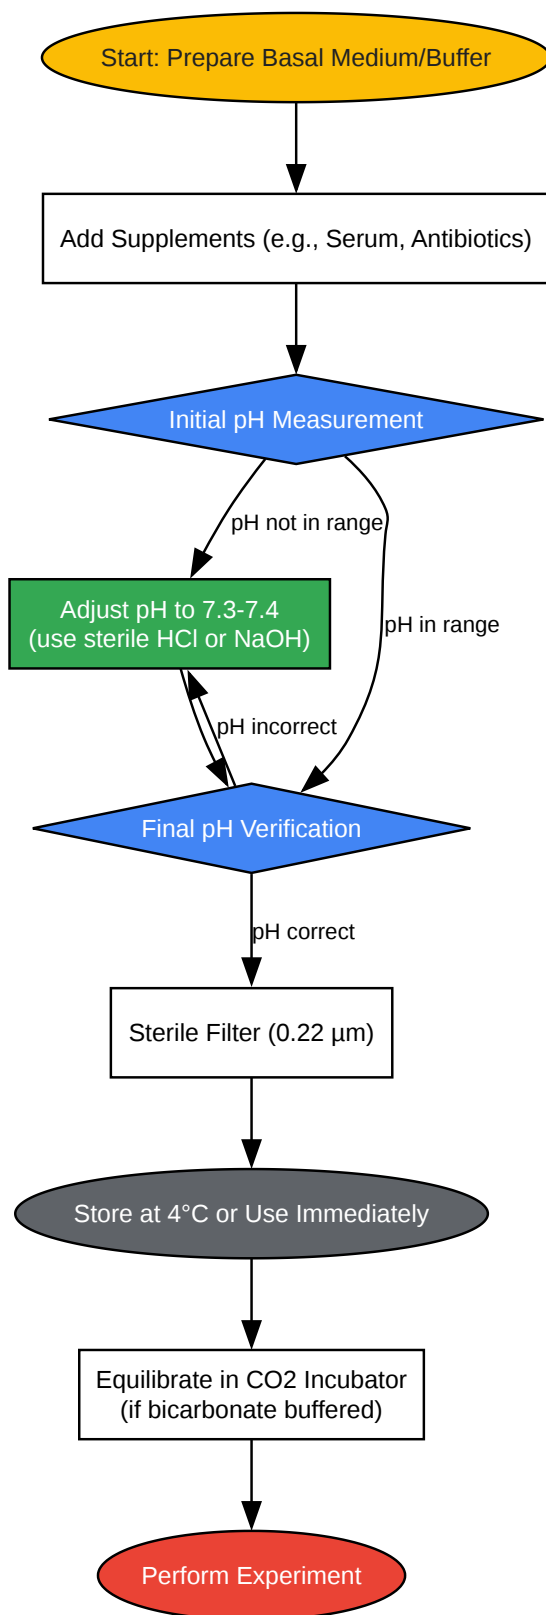 Start: Prepare Basal Medium/Buffer
Add Supplements (e.g., Serum, Antibiotics)
Initial pH Measurement
pH not in range
Adjust pH to 7.3-7.4
(use sterile HCl or NaOH)
pH in range
pH incorrect
Final pH Verification
pH correct
Sterile Filter (0.22 µm)
Store at 4°C or Use Immediately
Equilibrate in CO2 Incubator
(if bicarbonate buffered)
Perform Experiment